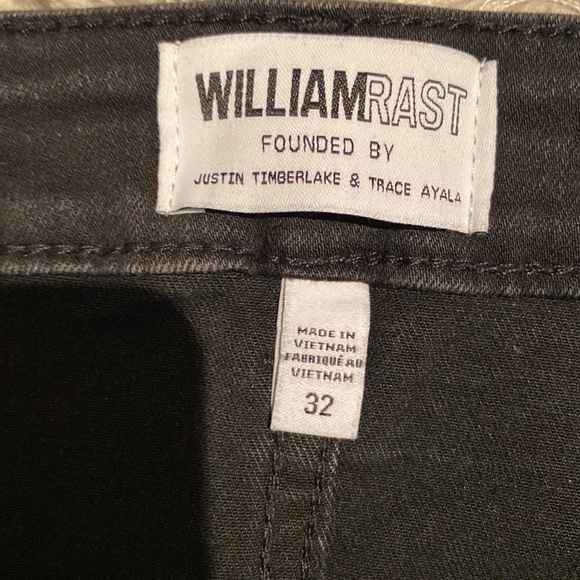 WILLIAMRAST
FOUNDED BY
JUSTIN TIMBERLAKE & TRACE AYALA
MADE IN
VIETNAM
FABRIQUÉ AU
VIETNAM
32